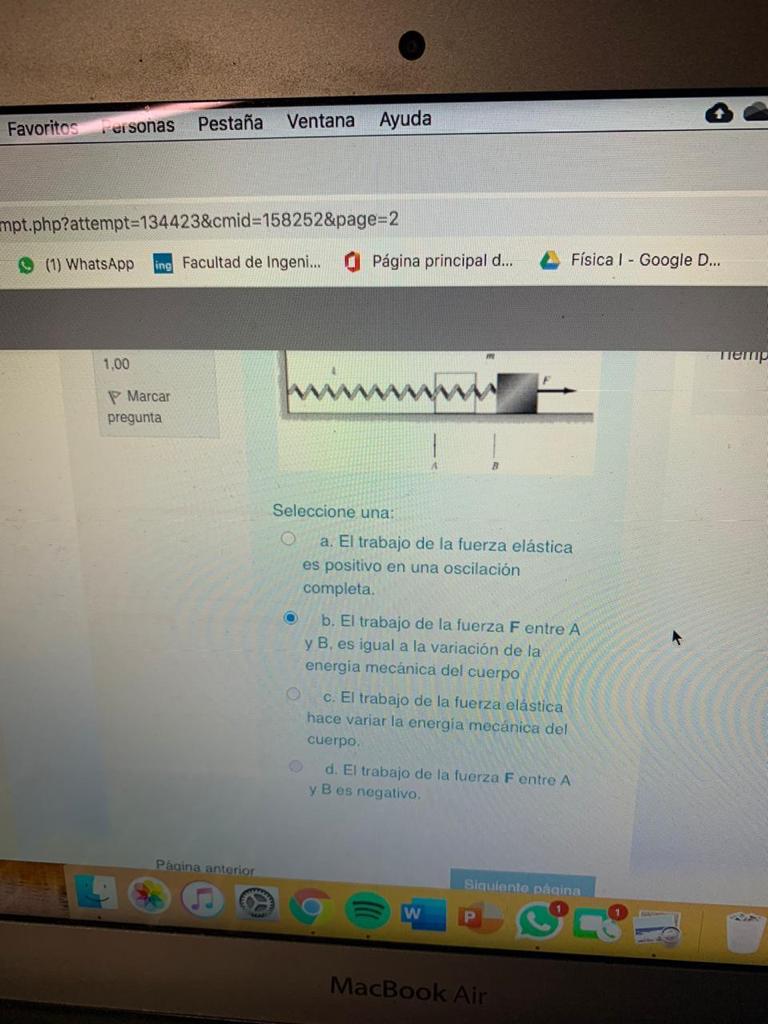 Favoritos Personas Pestaña Ventana Ayuda
mpt.php?attempt=134423&cmid=158252&page=2
(1) WhatsApp ing Facultad de Ingeni... Página principal d... Física I - Google D...
1,00
Marcar
pregunta
m
F
A B
Seleccione una:
a. El trabajo de la fuerza elástica
es positivo en una oscilación
completa.
b. El trabajo de la fuerza F entre A
y B, es igual a la variación de la
energía mecánica del cuerpo
c. El trabajo de la fuerza elástica
hace variar la energía mecánica del
cuerpo.
d. El trabajo de la fuerza F entre A
y B es negativo.
Página anterior
Siguiente página
W P 1 1
MacBook Air